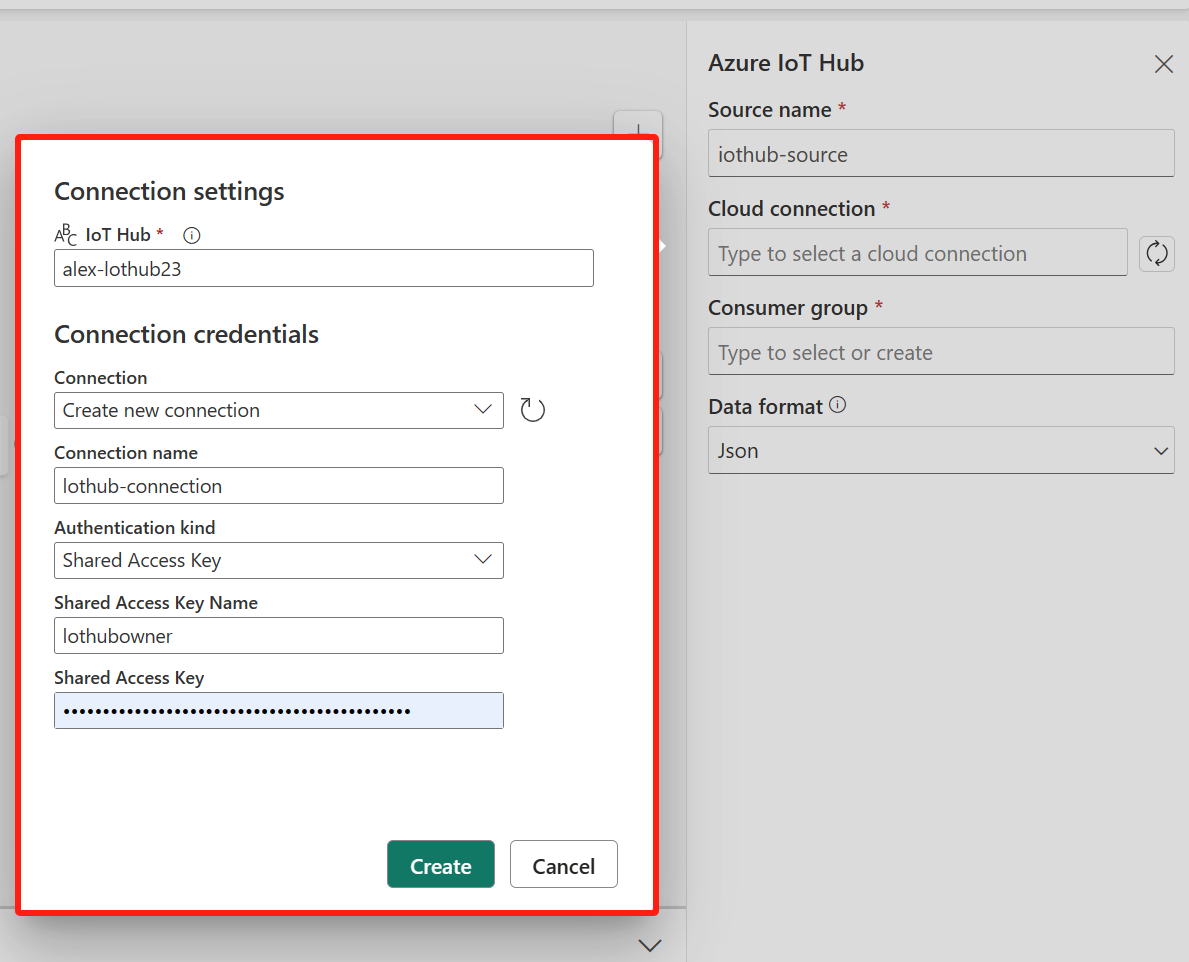 Connection settings
ABC IoT Hub * 
alex-lothub23
Connection credentials
Connection
Create new connection
Connection name
lothub-connection
Authentication kind
Shared Access Key
Shared Access Key Name
lothubowner
Shared Access Key
••••••••••••••••••••••••••••••••••••••••••••
Create Cancel
Azure IoT Hub
Source name *
iothub-source
Cloud connection *
Type to select a cloud connection
Consumer group *
Type to select or create
Data format
Json